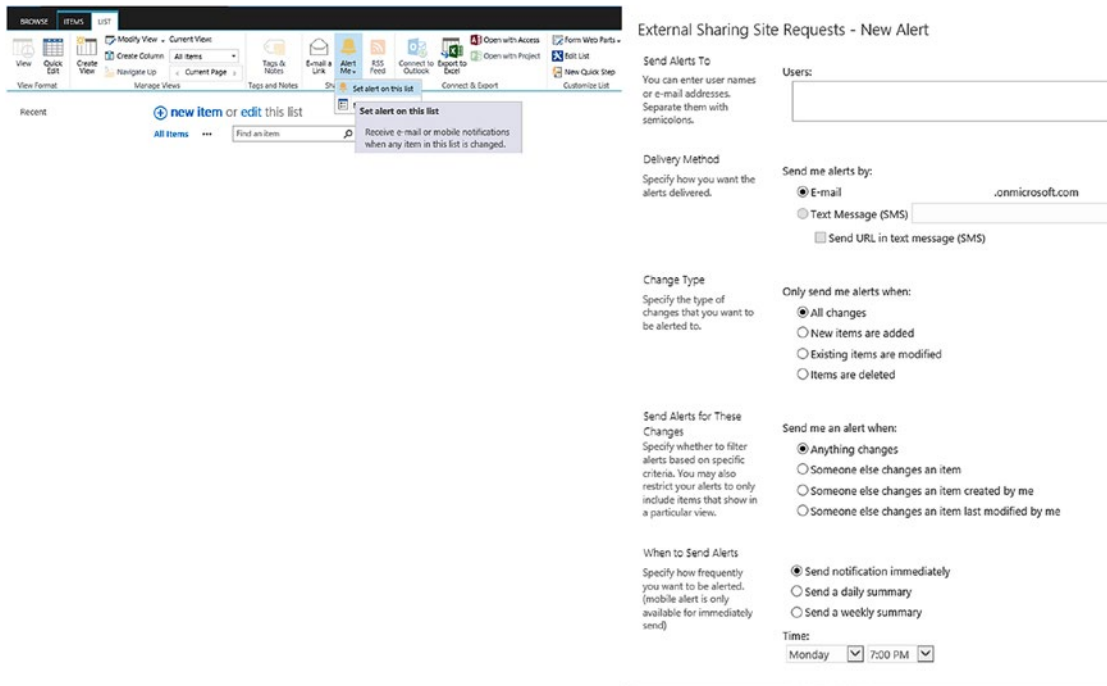 BROWSE ITEMS LIST
View
Quick Edit
Create View
Modify View
Create Column
Navigate Up
Current View:
All Items
Current Page
Tags & Notes
E-mail a Link
Alert Me
RSS Feed
Connect to Outlook
Export to Excel
Open with Access
Open with Project
Form Web Parts
Edit List
New Quick Step
View Format
Manage Views
Tags and Notes
Connect & Export
Customize List
Set alert on this list
Set alert on this list
Receive e-mail or mobile notifications
when any item in this list is changed.
Recent
new item or edit this list
All Items ...
Find an item
External Sharing Site Requests - New Alert
Send Alerts To
You can enter user names
or e-mail addresses.
Separate them with
semicolons.
Users:
Delivery Method
Specify how you want the
alerts delivered.
Send me alerts by:
E-mail .onmicrosoft.com
Text Message (SMS)
Send URL in text message (SMS)
Change Type
Specify the type of
changes that you want to
be alerted to.
Only send me alerts when:
All changes
New items are added
Existing items are modified
Items are deleted
Send Alerts for These
Changes
Specify whether to filter
alerts based on specific
criteria. You may also
restrict your alerts to only
include items that show in
a particular view.
Send me an alert when:
Anything changes
Someone else changes an item
Someone else changes an item created by me
Someone else changes an item last modified by me
When to Send Alerts
Specify how frequently
you want to be alerted.
(mobile alert is only
available for immediately
send)
Send notification immediately
Send a daily summary
Send a weekly summary
Time:
Monday 7:00 PM